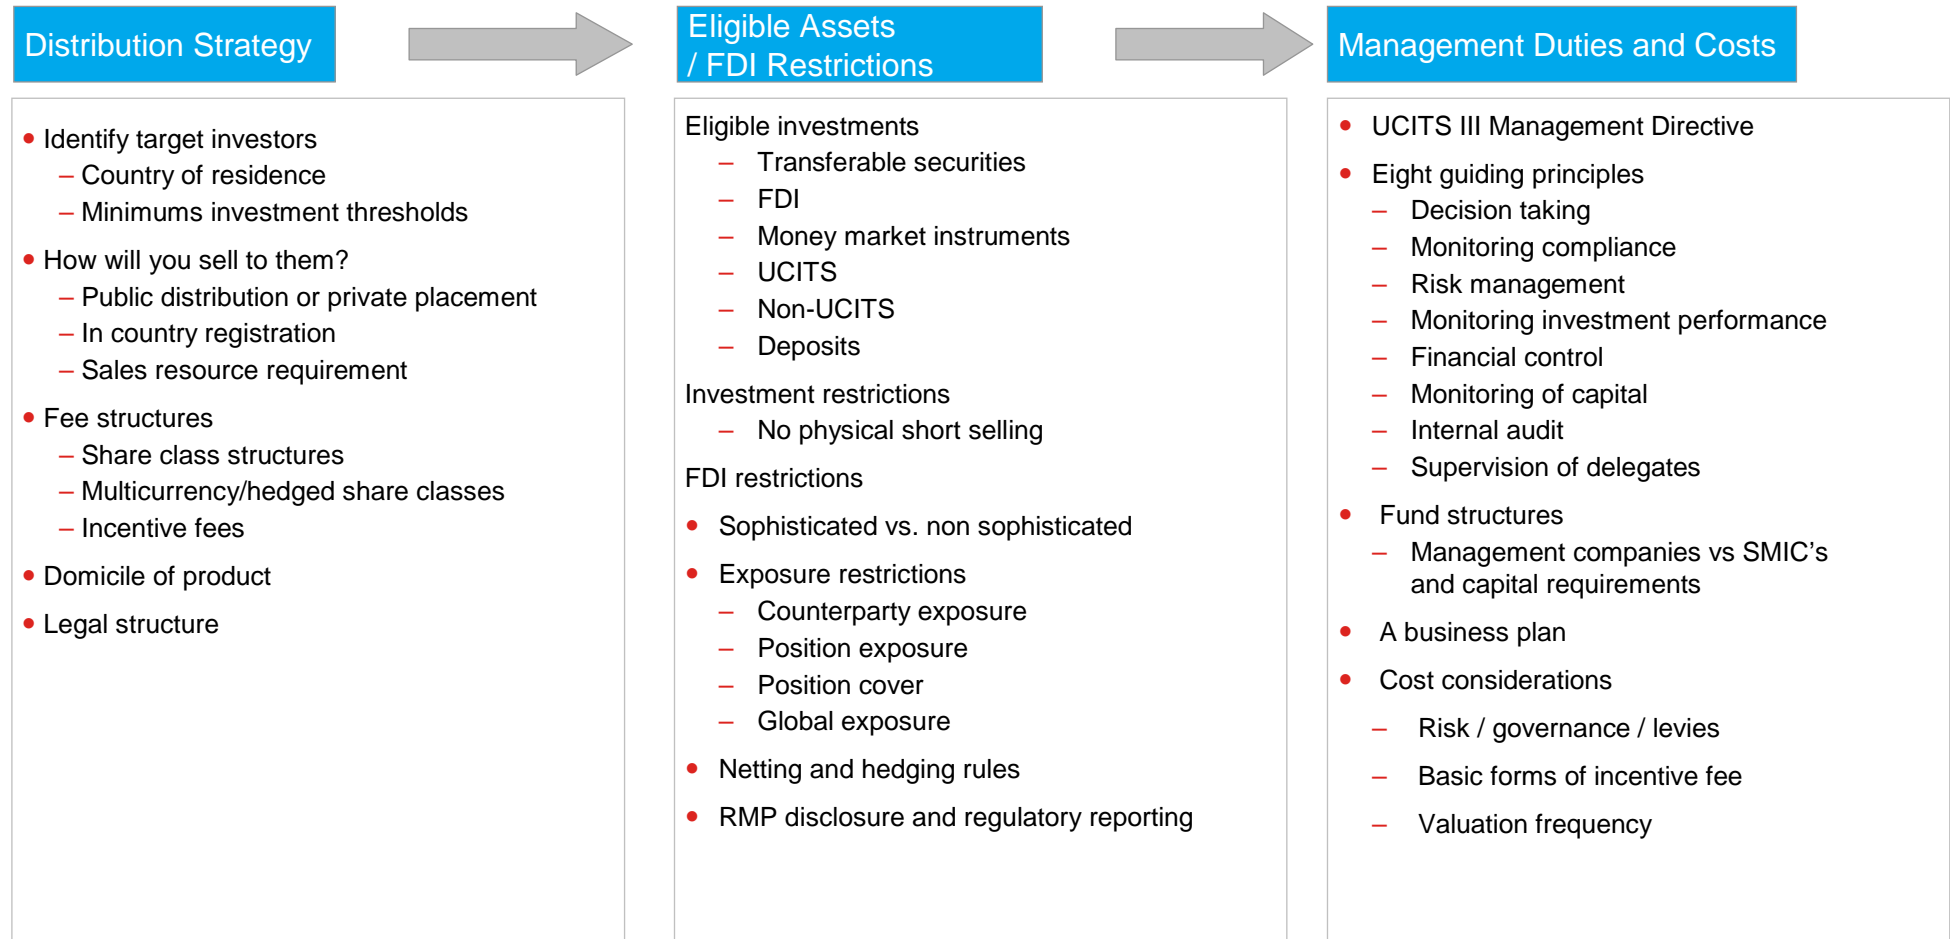 Distribution Strategy
• Identify target investors
– Country of residence
– Minimums investment thresholds
• How will you sell to them?
– Public distribution or private placement
– In country registration
– Sales resource requirement
• Fee structures
– Share class structures
– Multicurrency/hedged share classes
– Incentive fees
• Domicile of product
• Legal structure
Eligible Assets
/ FDI Restrictions
Eligible investments
– Transferable securities
– FDI
– Money market instruments
– UCITS
– Non-UCITS
– Deposits
Investment restrictions
– No physical short selling
FDI restrictions
• Sophisticated vs. non sophisticated
• Exposure restrictions
– Counterparty exposure
– Position exposure
– Position cover
– Global exposure
• Netting and hedging rules
• RMP disclosure and regulatory reporting
Management Duties and Costs
• UCITS III Management Directive
• Eight guiding principles
– Decision taking
– Monitoring compliance
– Risk management
– Monitoring investment performance
– Financial control
– Monitoring of capital
– Internal audit
– Supervision of delegates
• Fund structures
– Management companies vs SMIC's
and capital requirements
• A business plan
• Cost considerations
– Risk / governance / levies
– Basic forms of incentive fee
– Valuation frequency